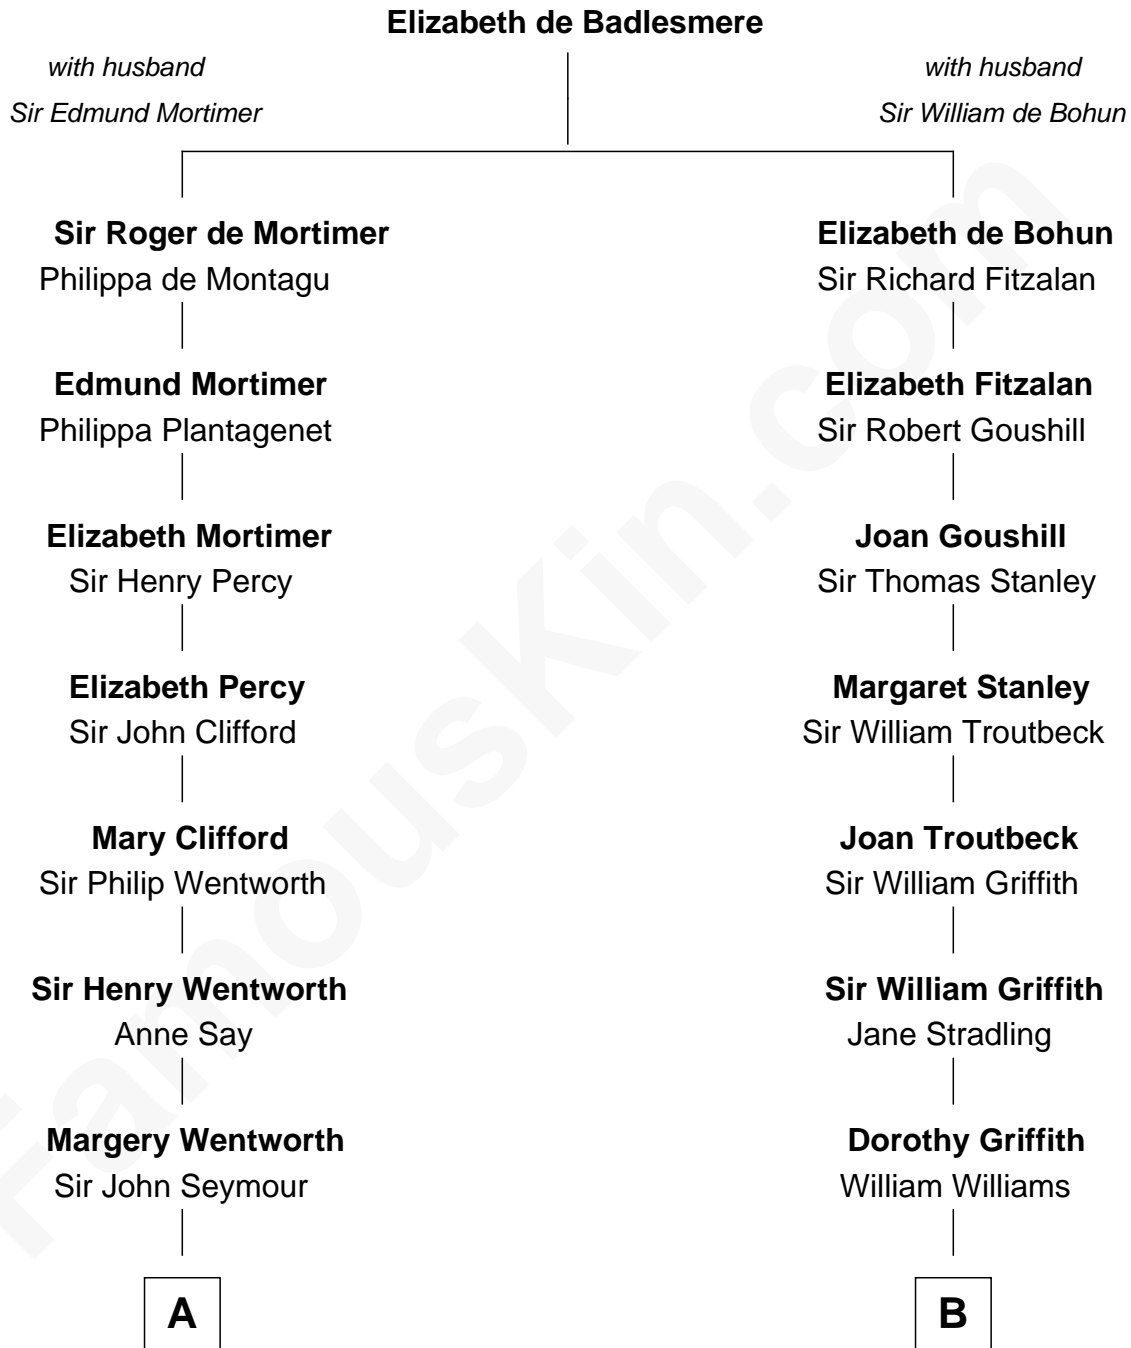 Elizabeth de Badlesmere
with husband
Sir Edmund Mortimer
with husband
Sir William de Bohun
Sir Roger de Mortimer
Philippa de Montagu
Elizabeth de Bohun
Sir Richard Fitzalan
Edmund Mortimer
Philippa Plantagenet
Elizabeth Fitzalan
Sir Robert Goushill
Elizabeth Mortimer
Sir Henry Percy
Joan Goushill
Sir Thomas Stanley
Elizabeth Percy
Sir John Clifford
Margaret Stanley
Sir William Troutbeck
Mary Clifford
Sir Philip Wentworth
Joan Troutbeck
Sir William Griffith
Sir Henry Wentworth
Anne Say
Sir William Griffith
Jane Stradling
Margery Wentworth
Sir John Seymour
Dorothy Griffith
William Williams
A
B
FamousKin.com